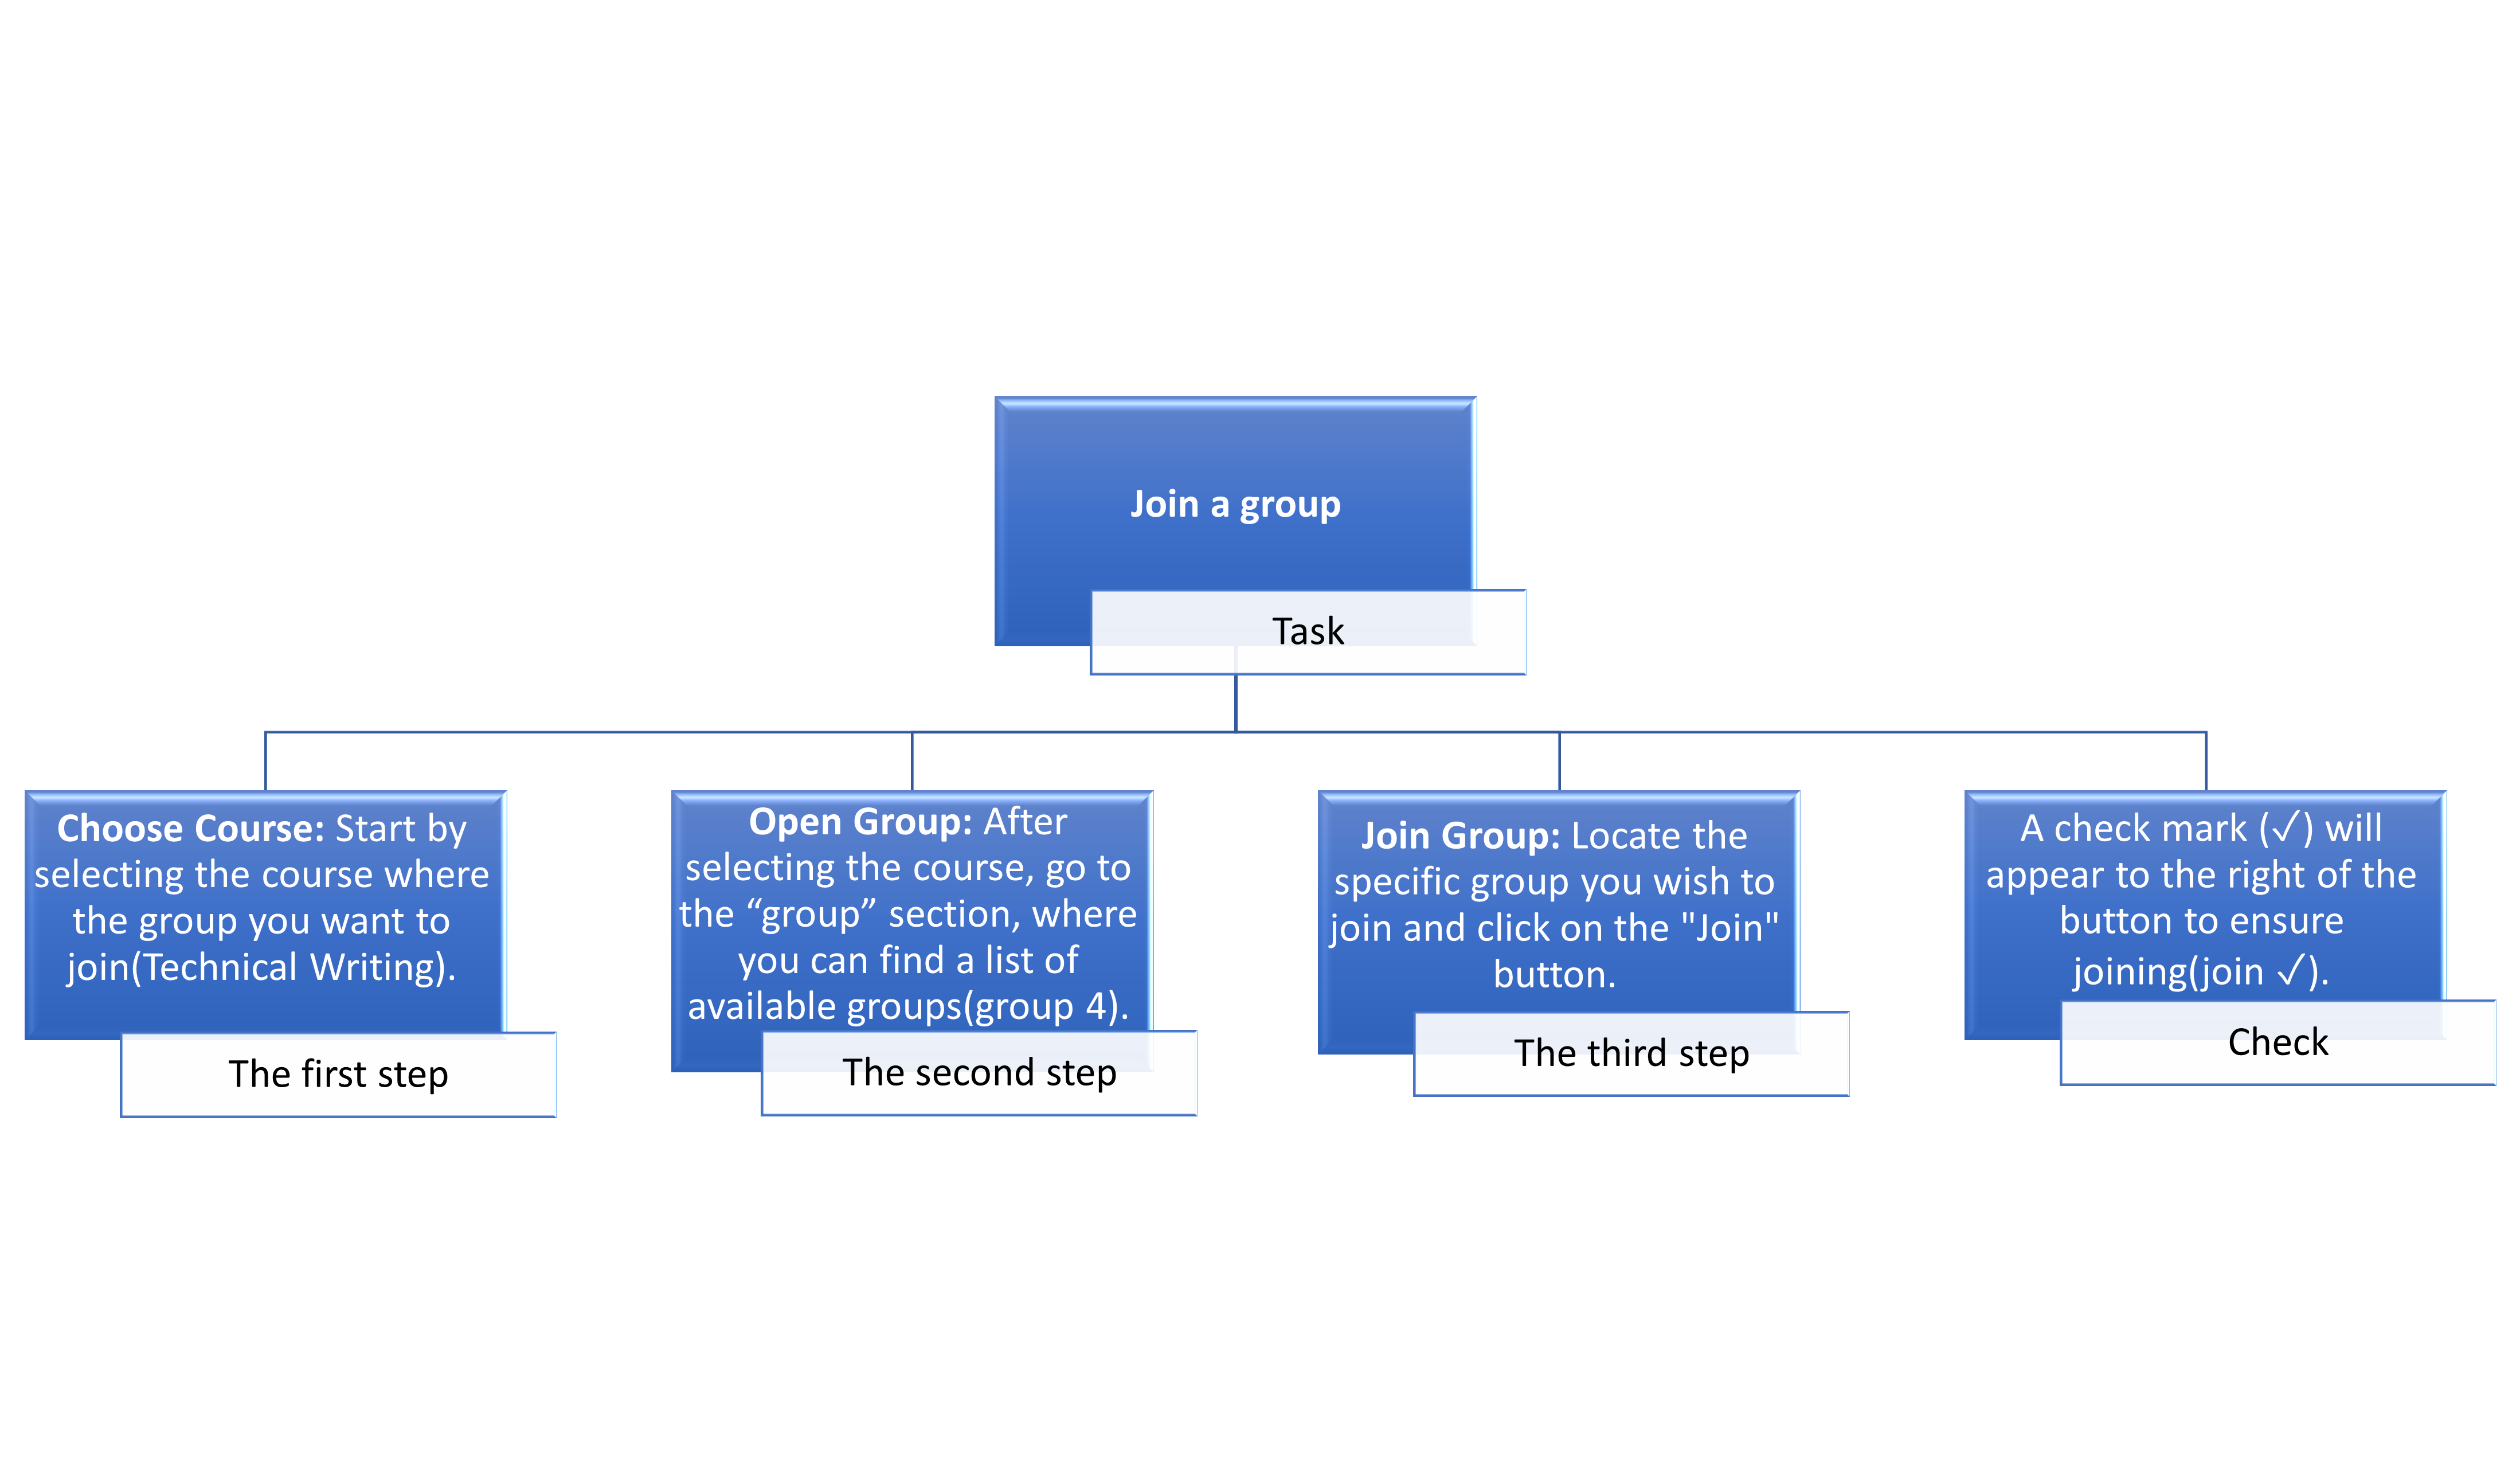 Join a group
Task
Choose Course: Start by
selecting the course where
the group you want to
join(Technical Writing).
The first step
Open Group: After
selecting the course, go to
the “group” section, where
you can find a list of
available groups(group 4).
The second step
Join Group: Locate the
specific group you wish to
join and click on the "Join"
button.
The third step
A check mark (✓) will
appear to the right of the
button to ensure
joining(join ✓).
Check